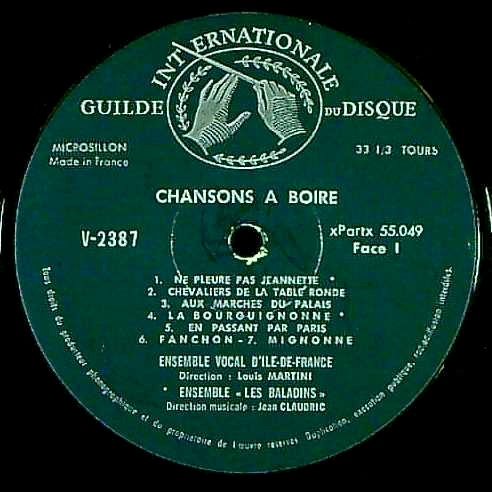 GUILDE INTERNATIONALE DU DISQUE
MICROSILLON
Made in France
33 1/3 TOURS
CHANSONS A BOIRE
V-2387
xPartx 55.049
Face I
1. NE PLEURE PAS JEANNETTE *
2. CHEVALIERS DE LA TABLE RONDE
3. AUX MARCHES DU PALAIS
4. LA BOURGUIGNONNE *
5. EN PASSANT PAR PARIS
6. FANCHON - 7. MIGNONNE
ENSEMBLE VOCAL D'ILE-DE-FRANCE
Direction : Louis MARTINI
* ENSEMBLE « LES BALADINS »
Direction musicale : Jean CLAUDRIC
Tous droits du producteur phonographique et du propriétaire de l'œuvre réservés. Duplication, exécution publique, radiodiffusion interdites.